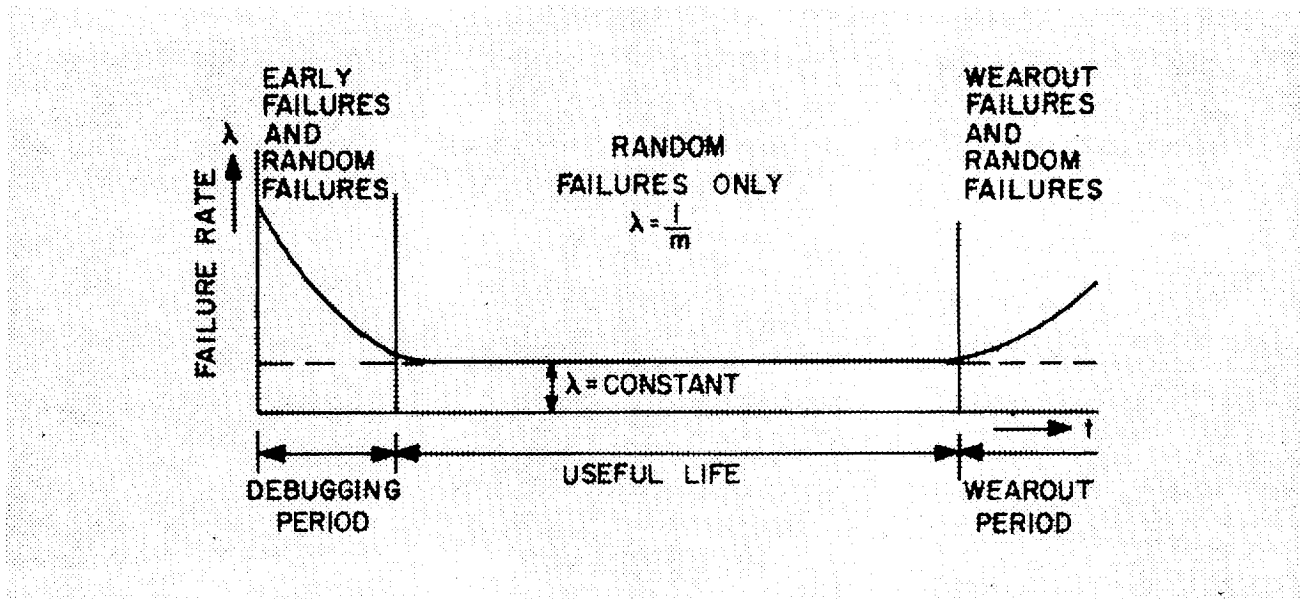 EARLY
FAILURES
AND
RANDOM
FAILURES
RANDOM
FAILURES ONLY
λ = 1/m
WEAROUT
FAILURES
AND
RANDOM
FAILURES
λ
FAILURE RATE
λ = CONSTANT
t
DEBUGGING
PERIOD
USEFUL LIFE
WEAROUT
PERIOD